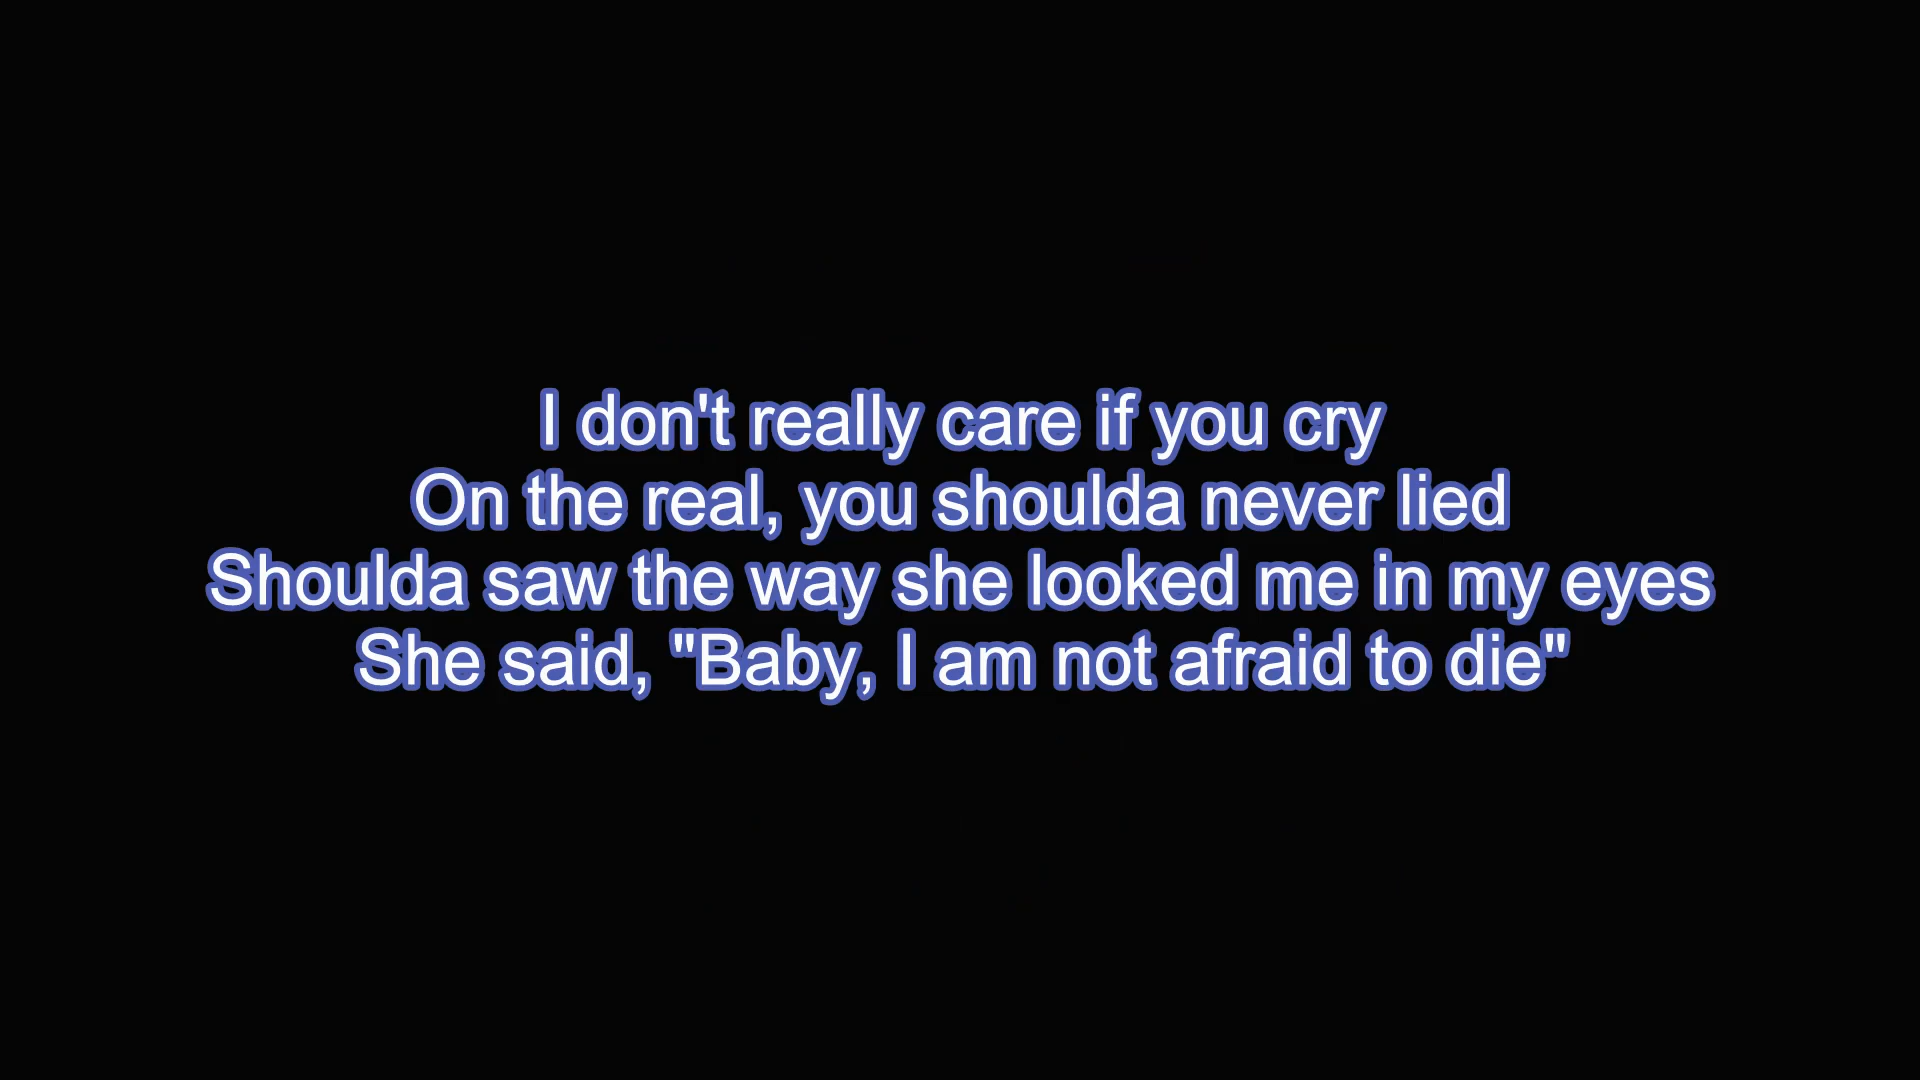 I don't really care if you cry
On the real, you shoulda never lied
Shoulda saw the way she looked me in my eyes
She said, "Baby, I am not afraid to die"